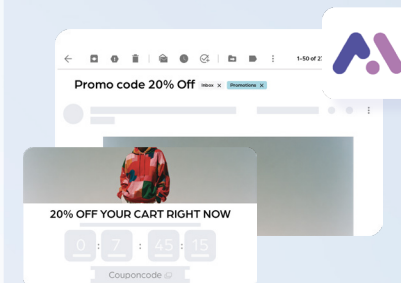 1-50 of 2
Promo code 20% Off
Inbox x
Promotions x
20% OFF YOUR CART RIGHT NOW
0 : 7 : 45 : 15
Couponcode